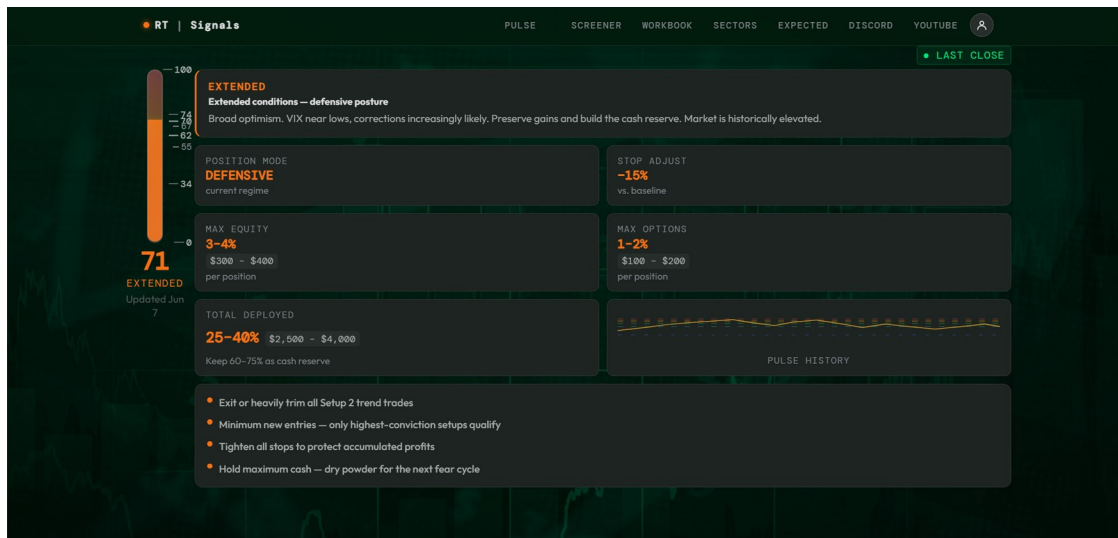 RT | Signals
PULSE SCREENER WORKBOOK SECTORS EXPECTED DISCORD YOUTUBE
LAST CLOSE
100
74
70
67
62
55
34
0
71
EXTENDED
Updated Jun
7
EXTENDED
Extended conditions — defensive posture
Broad optimism. VIX near lows, corrections increasingly likely. Preserve gains and build the cash reserve. Market is historically elevated.
POSITION MODE
DEFENSIVE
current regime
STOP ADJUST
-15%
vs. baseline
MAX EQUITY
3-4%
$300 - $400
per position
MAX OPTIONS
1-2%
$100 - $200
per position
TOTAL DEPLOYED
25-40% $2,500 - $4,000
Keep 60-75% as cash reserve
PULSE HISTORY
Exit or heavily trim all Setup 2 trend trades
Minimum new entries — only highest-conviction setups qualify
Tighten all stops to protect accumulated profits
Hold maximum cash — dry powder for the next fear cycle